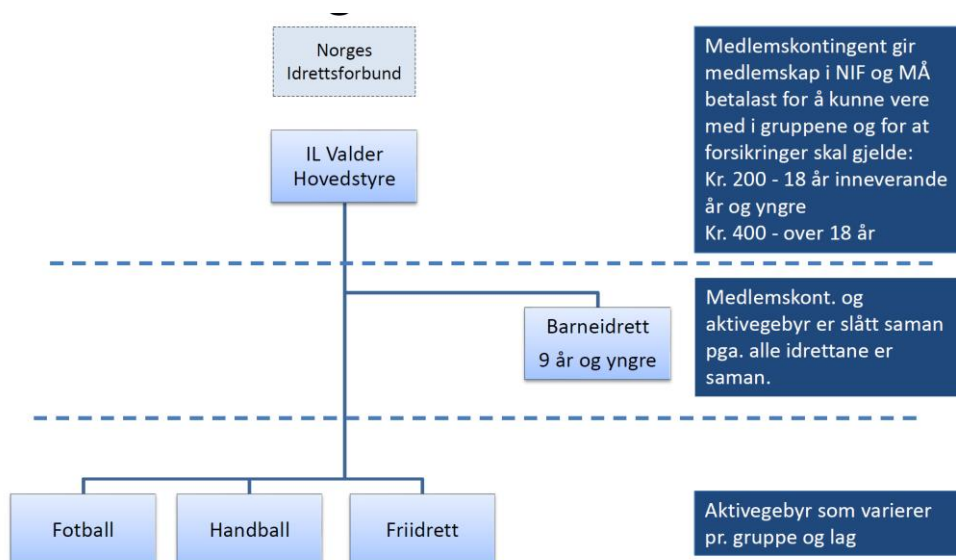 Norges
Idrettsforbund
Medlemskontingent gir
medlemskap i NIF og MÅ
betalast for å kunne vere
med i gruppene og for at
forsikringer skal gjelde:
Kr. 200 - 18 år inneverande
år og yngre
Kr. 400 - over 18 år
IL Valder
Hovedstyre
Barneidrett
9 år og yngre
Medlemskont. og
aktivegebyr er slått saman
pga. alle idrettane er
saman.
Fotball
Handball
Friidrett
Aktivegebyr som varierer
pr. gruppe og lag